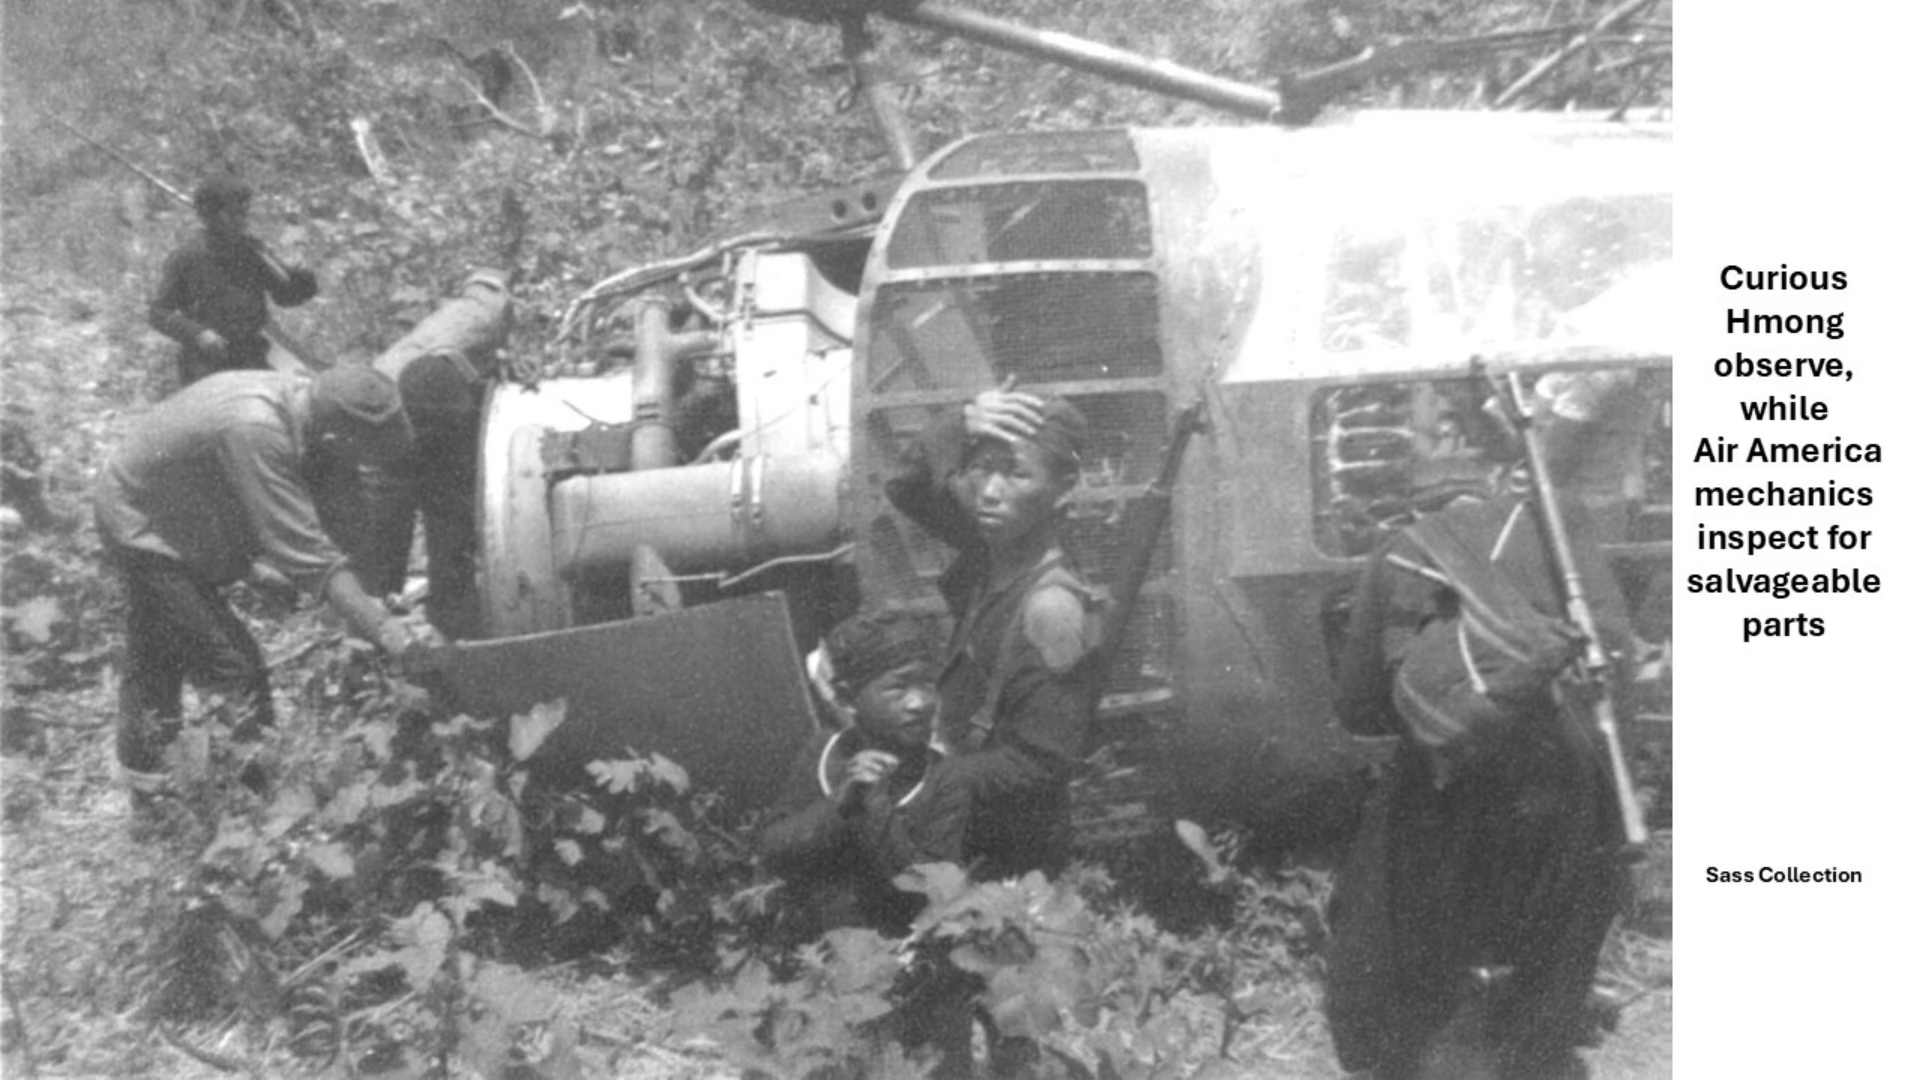 Curious
Hmong
observe,
while
Air America
mechanics
inspect for
salvageable
parts
Sass Collection